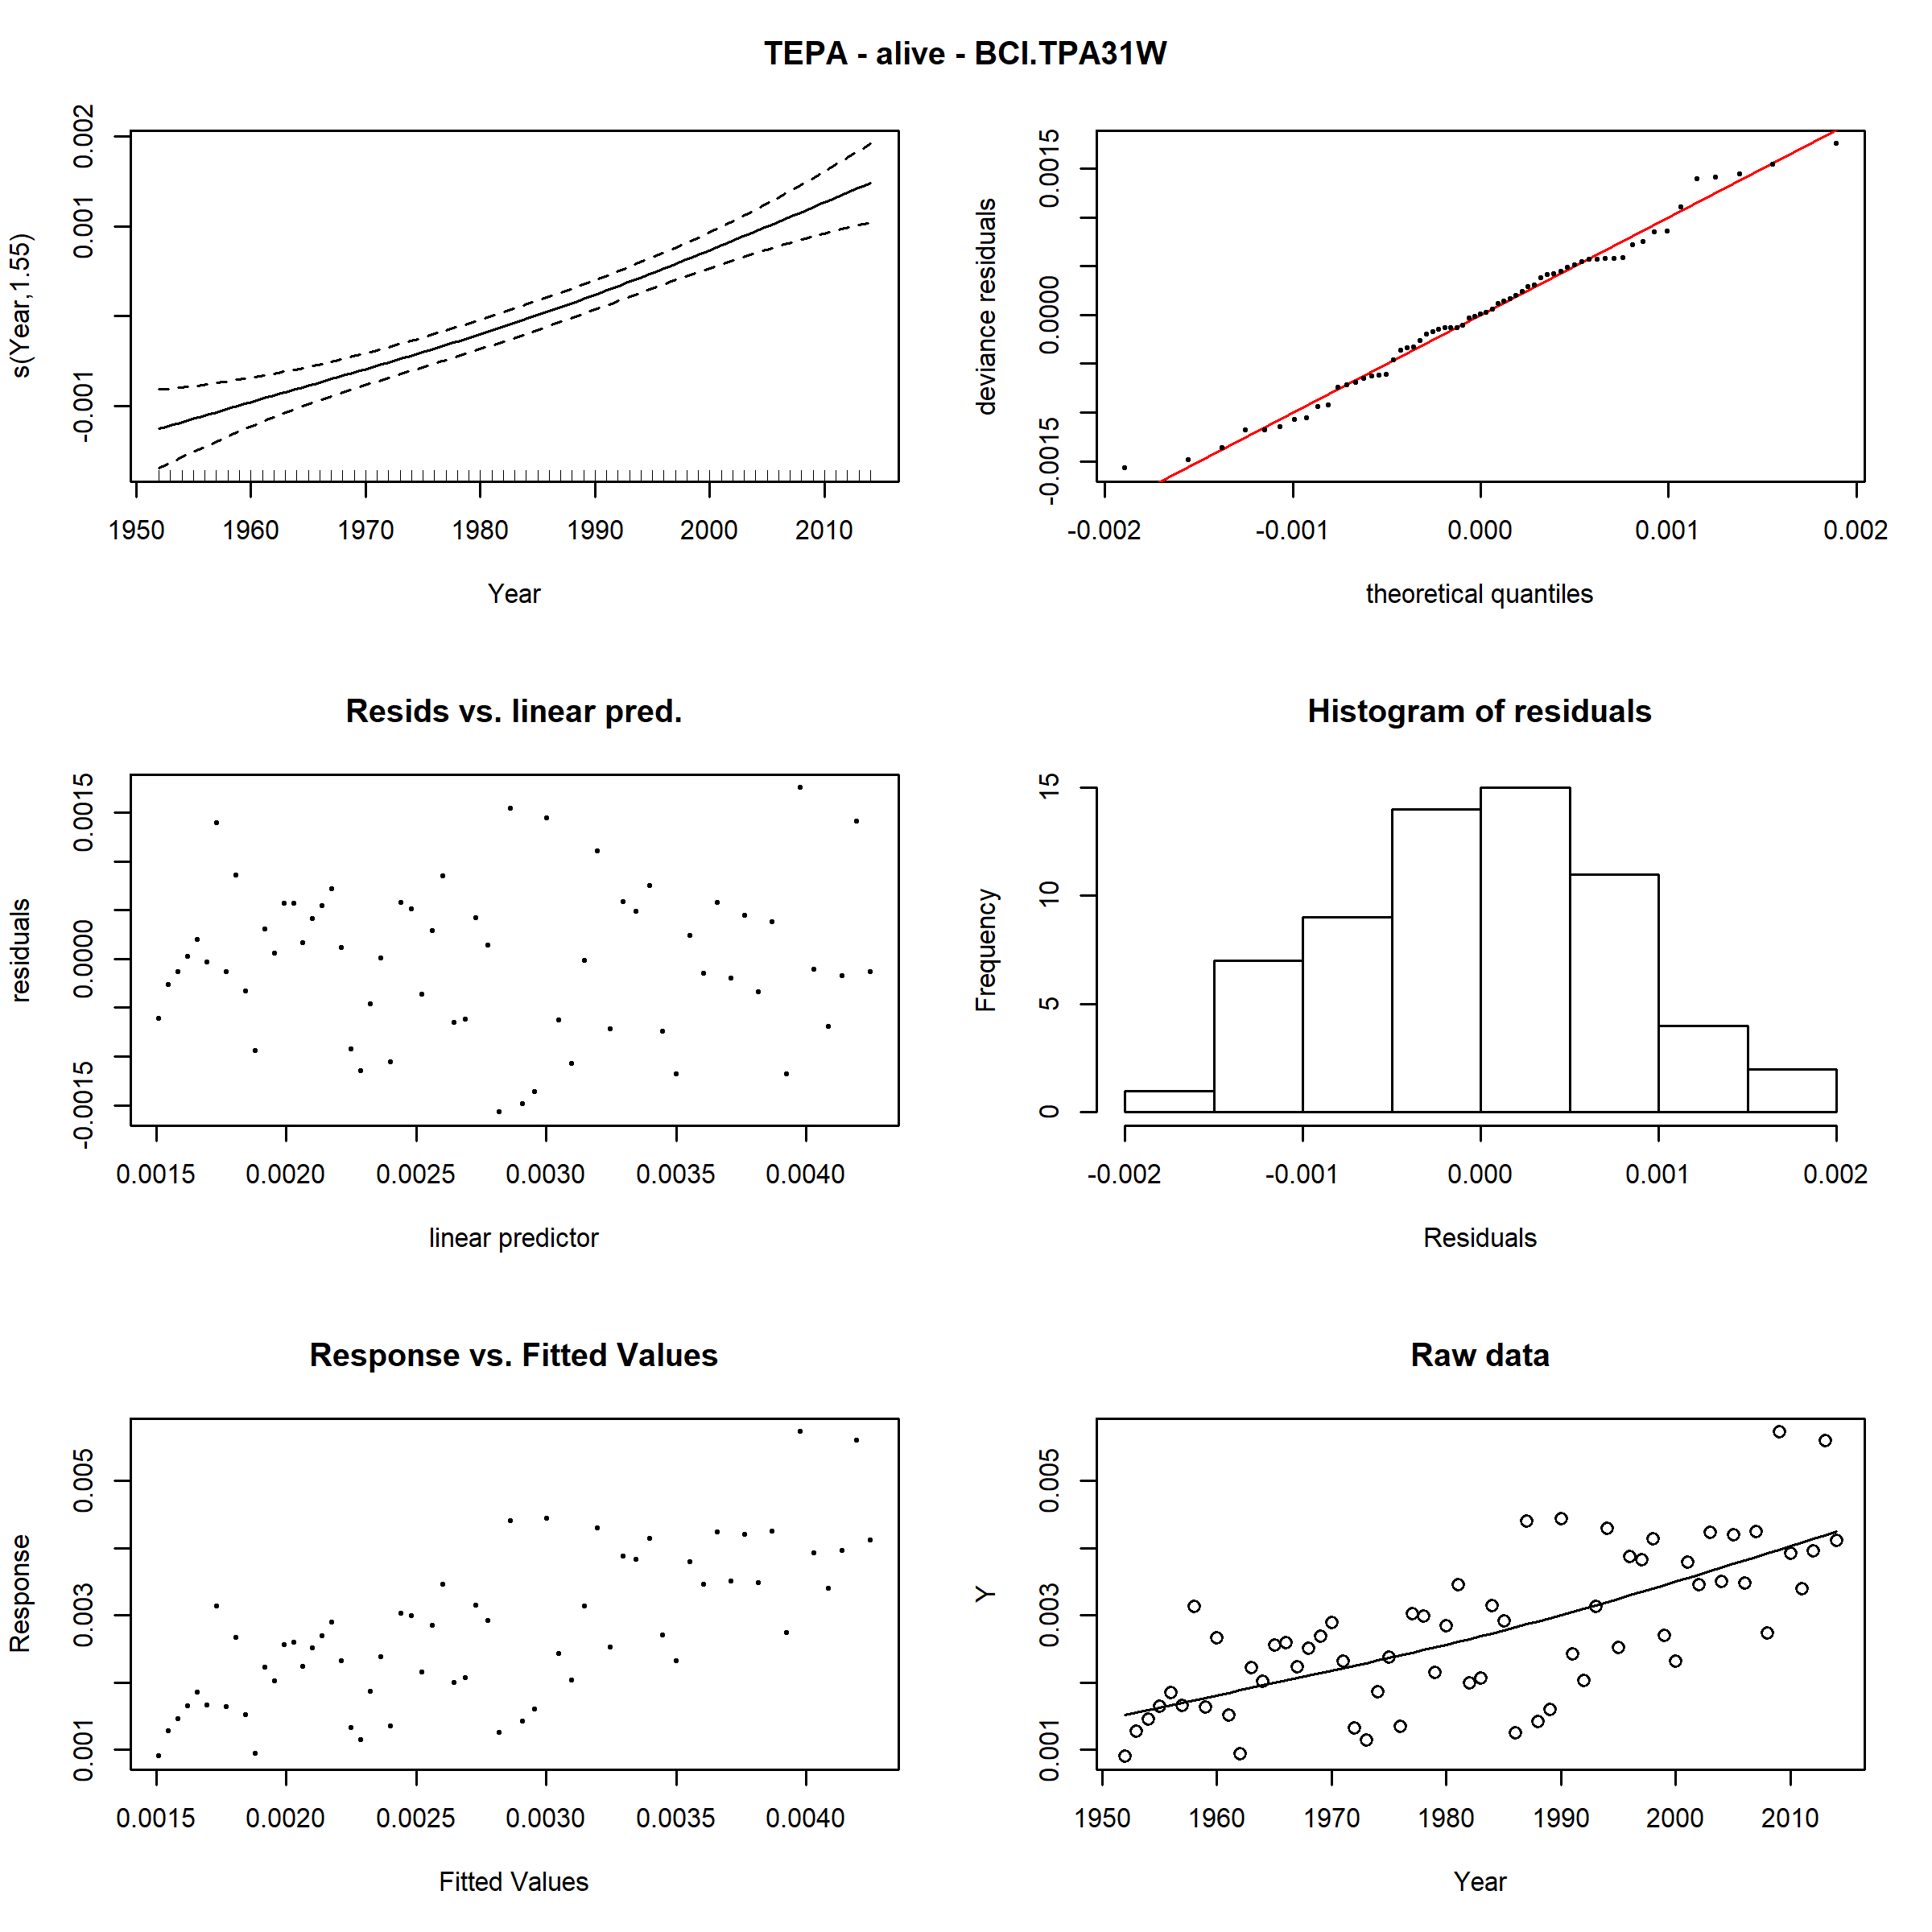 TEPA - alive - BCI.TPA31W
s(Year,1.55)
-0.001 0.001 0.002
1950 1960 1970 1980 1990 2000 2010
Year
deviance residuals
-0.0015 0.0000 0.0015
-0.002 -0.001 0.000 0.001 0.002
theoretical quantiles
Resids vs. linear pred.
residuals
-0.0015 0.0000 0.0015
0.0015 0.0020 0.0025 0.0030 0.0035 0.0040
linear predictor
Histogram of residuals
Frequency
0 5 10 15
-0.002 -0.001 0.000 0.001 0.002
Residuals
Response vs. Fitted Values
Response
0.001 0.003 0.005
0.0015 0.0020 0.0025 0.0030 0.0035 0.0040
Fitted Values
Raw data
Y
0.001 0.003 0.005
1950 1960 1970 1980 1990 2000 2010
Year